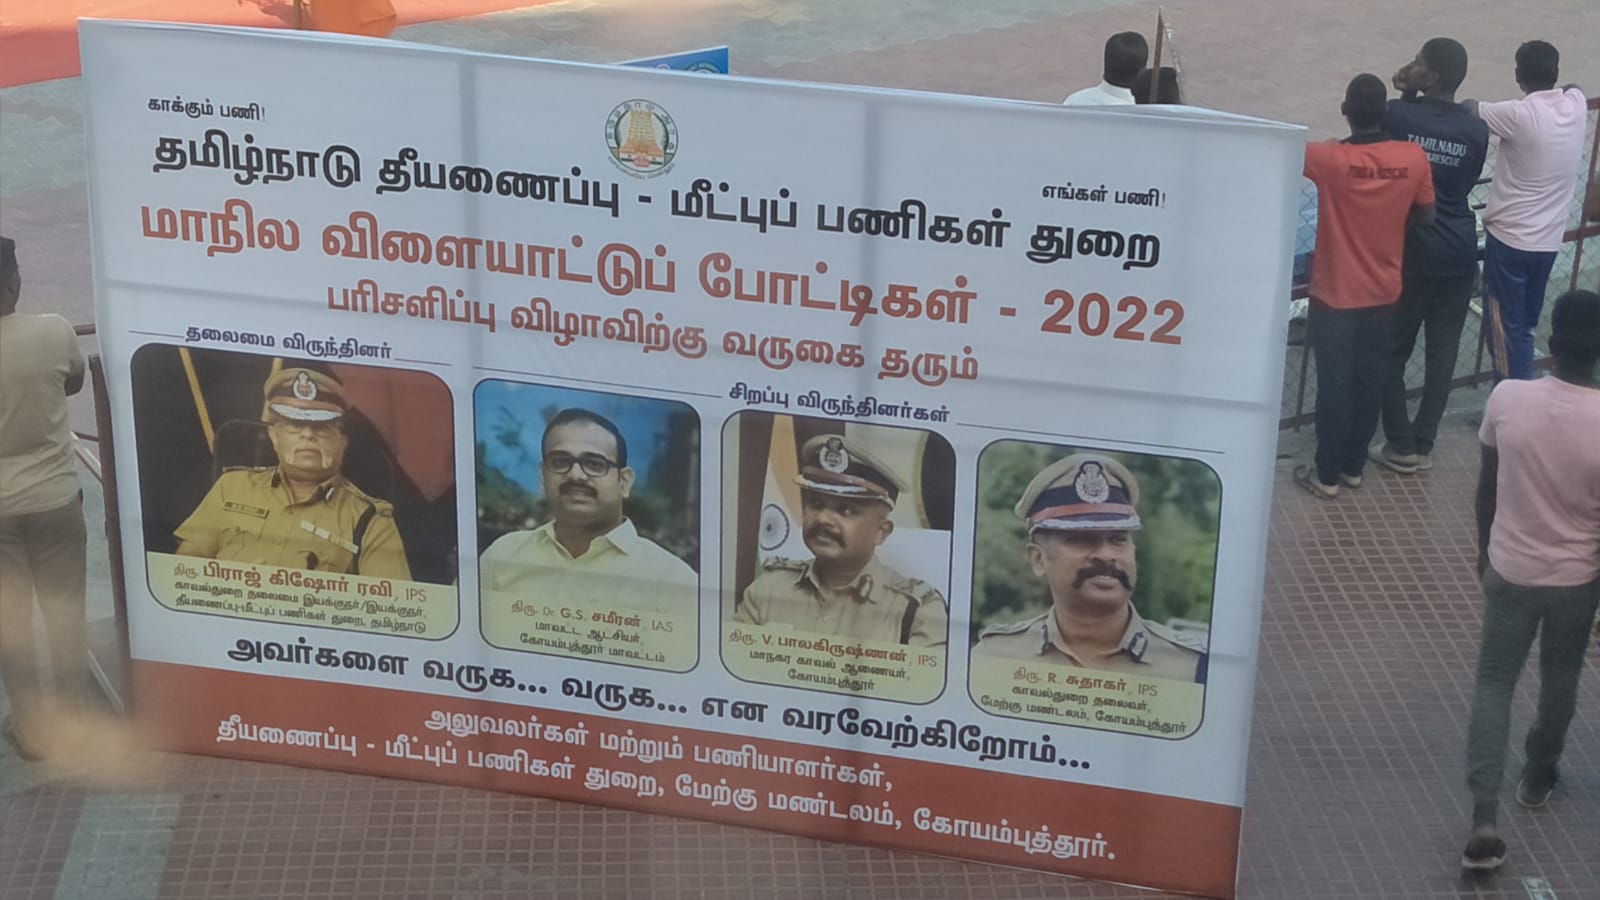 காக்கும் பணி!
எங்கள் பணி!
தமிழ்நாடு தீயணைப்பு - மீட்புப் பணிகள் துறை
மாநில விளையாட்டுப் போட்டிகள் - 2022
பரிசளிப்பு விழாவிற்கு வருகை தரும்
தலைமை விருந்தினர்
சிறப்பு விருந்தினர்கள்
திரு. பிராஜ் கிஷோர் ரவி, IPS
காவல்துறை தலைமை இயக்குநர்/இயக்குநர்,
தீயணைப்பு-மீட்புப் பணிகள் துறை, தமிழ்நாடு
திரு. Dr. G.S. சமீரன், IAS
மாவட்ட ஆட்சியர்,
கோயம்புத்தூர் மாவட்டம்
திரு. V. பாலகிருஷ்ணன், IPS
மாநகர காவல் ஆணையர்,
கோயம்புத்தூர்
திரு. R. சுதாகர், IPS
காவல்துறை தலைவர்,
மேற்கு மண்டலம், கோயம்புத்தூர்
அவர்களை வருக... வருக... என வரவேற்கிறோம்...
அலுவலர்கள் மற்றும் பணியாளர்கள்,
தீயணைப்பு - மீட்புப் பணிகள் துறை, மேற்கு மண்டலம், கோயம்புத்தூர்.
TAMILNADU